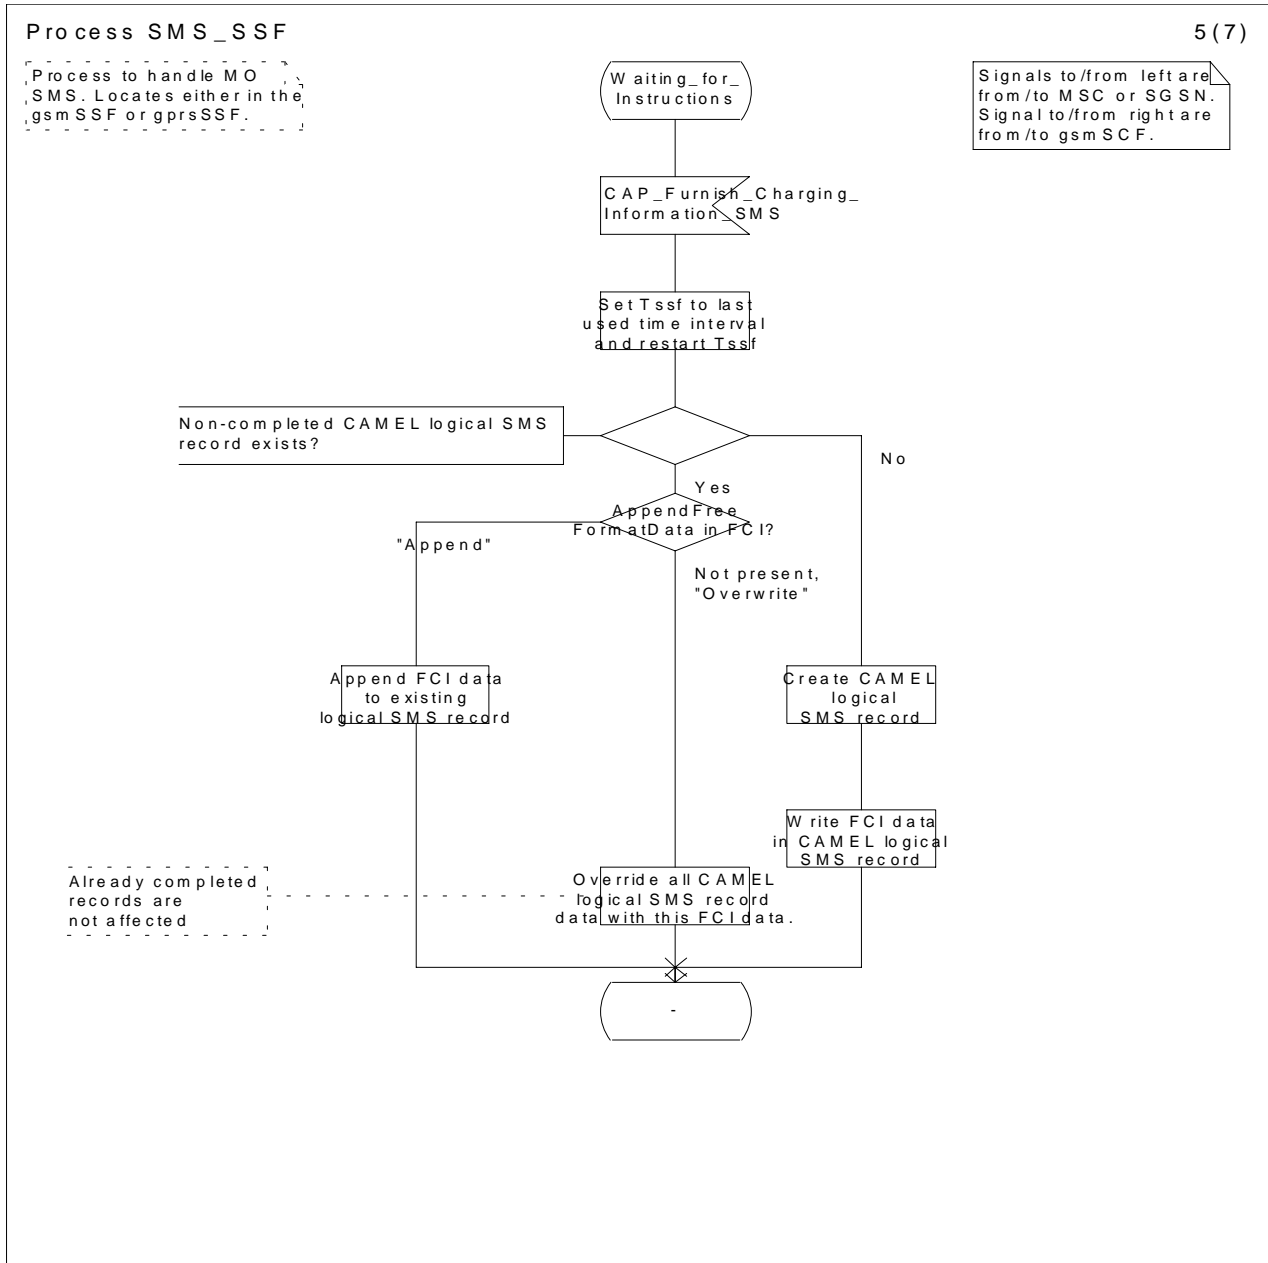 Process SMS_SSF
5(7)
Process to handle MO
SMS. Locates either in the
gsmSSF or gprsSSF.
Waiting_for_
Instructions
Signals to/from left are
from/to MSC or SGSN.
Signal to/from right are
from/to gsmSCF.
CAP_Furnish_Charging_
Information_SMS
Set Tssf to last
used time interval
and restart Tssf
Non-completed CAMEL logical SMS
record exists?
No
Yes
AppendFree
FormatData in FCI?
"Append"
Not present,
"Overwrite"
Append FCI data
to existing
logical SMS record
Create CAMEL
logical
SMS record
Write FCI data
in CAMEL logical
SMS record
Already completed
records are
not affected
Override all CAMEL
logical SMS record
data with this FCI data.
-